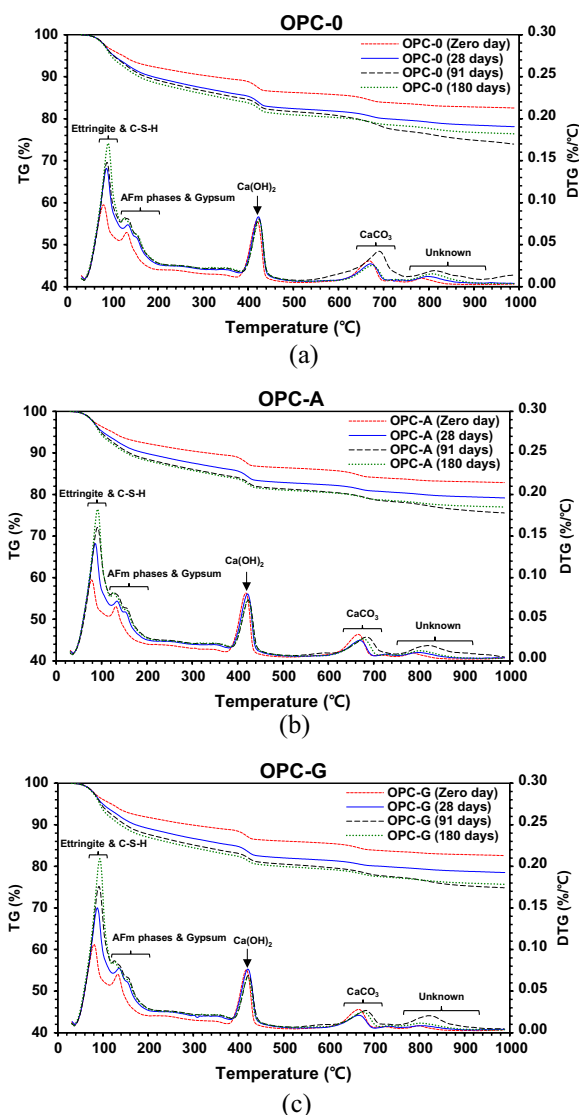 OPC-0
100
90
80
70
60
50
40
TG (%)
0.30
0.25
0.20
0.15
0.10
0.05
0.00
DTG (%/°C)
OPC-0 (Zero day)
OPC-0 (28 days)
OPC-0 (91 days)
OPC-0 (180 days)
Ettringite & C-S-H
AFm phases & Gypsum
Ca(OH)2
CaCO3
Unknown
0 100 200 300 400 500 600 700 800 900 1000
Temperature (°C)
(a)
OPC-A
100
90
80
70
60
50
40
TG (%)
0.30
0.25
0.20
0.15
0.10
0.05
0.00
DTG (%/°C)
OPC-A (Zero day)
OPC-A (28 days)
OPC-A (91 days)
OPC-A (180 days)
Ettringite & C-S-H
AFm phases & Gypsum
Ca(OH)2
CaCO3
Unknown
0 100 200 300 400 500 600 700 800 900 1000
Temperature (°C)
(b)
OPC-G
100
90
80
70
60
50
40
TG (%)
0.30
0.25
0.20
0.15
0.10
0.05
0.00
DTG (%/°C)
OPC-G (Zero day)
OPC-G (28 days)
OPC-G (91 days)
OPC-G (180 days)
Ettringite & C-S-H
AFm phases & Gypsum
Ca(OH)2
CaCO3
Unknown
0 100 200 300 400 500 600 700 800 900 1000
Temperature (°C)
(c)